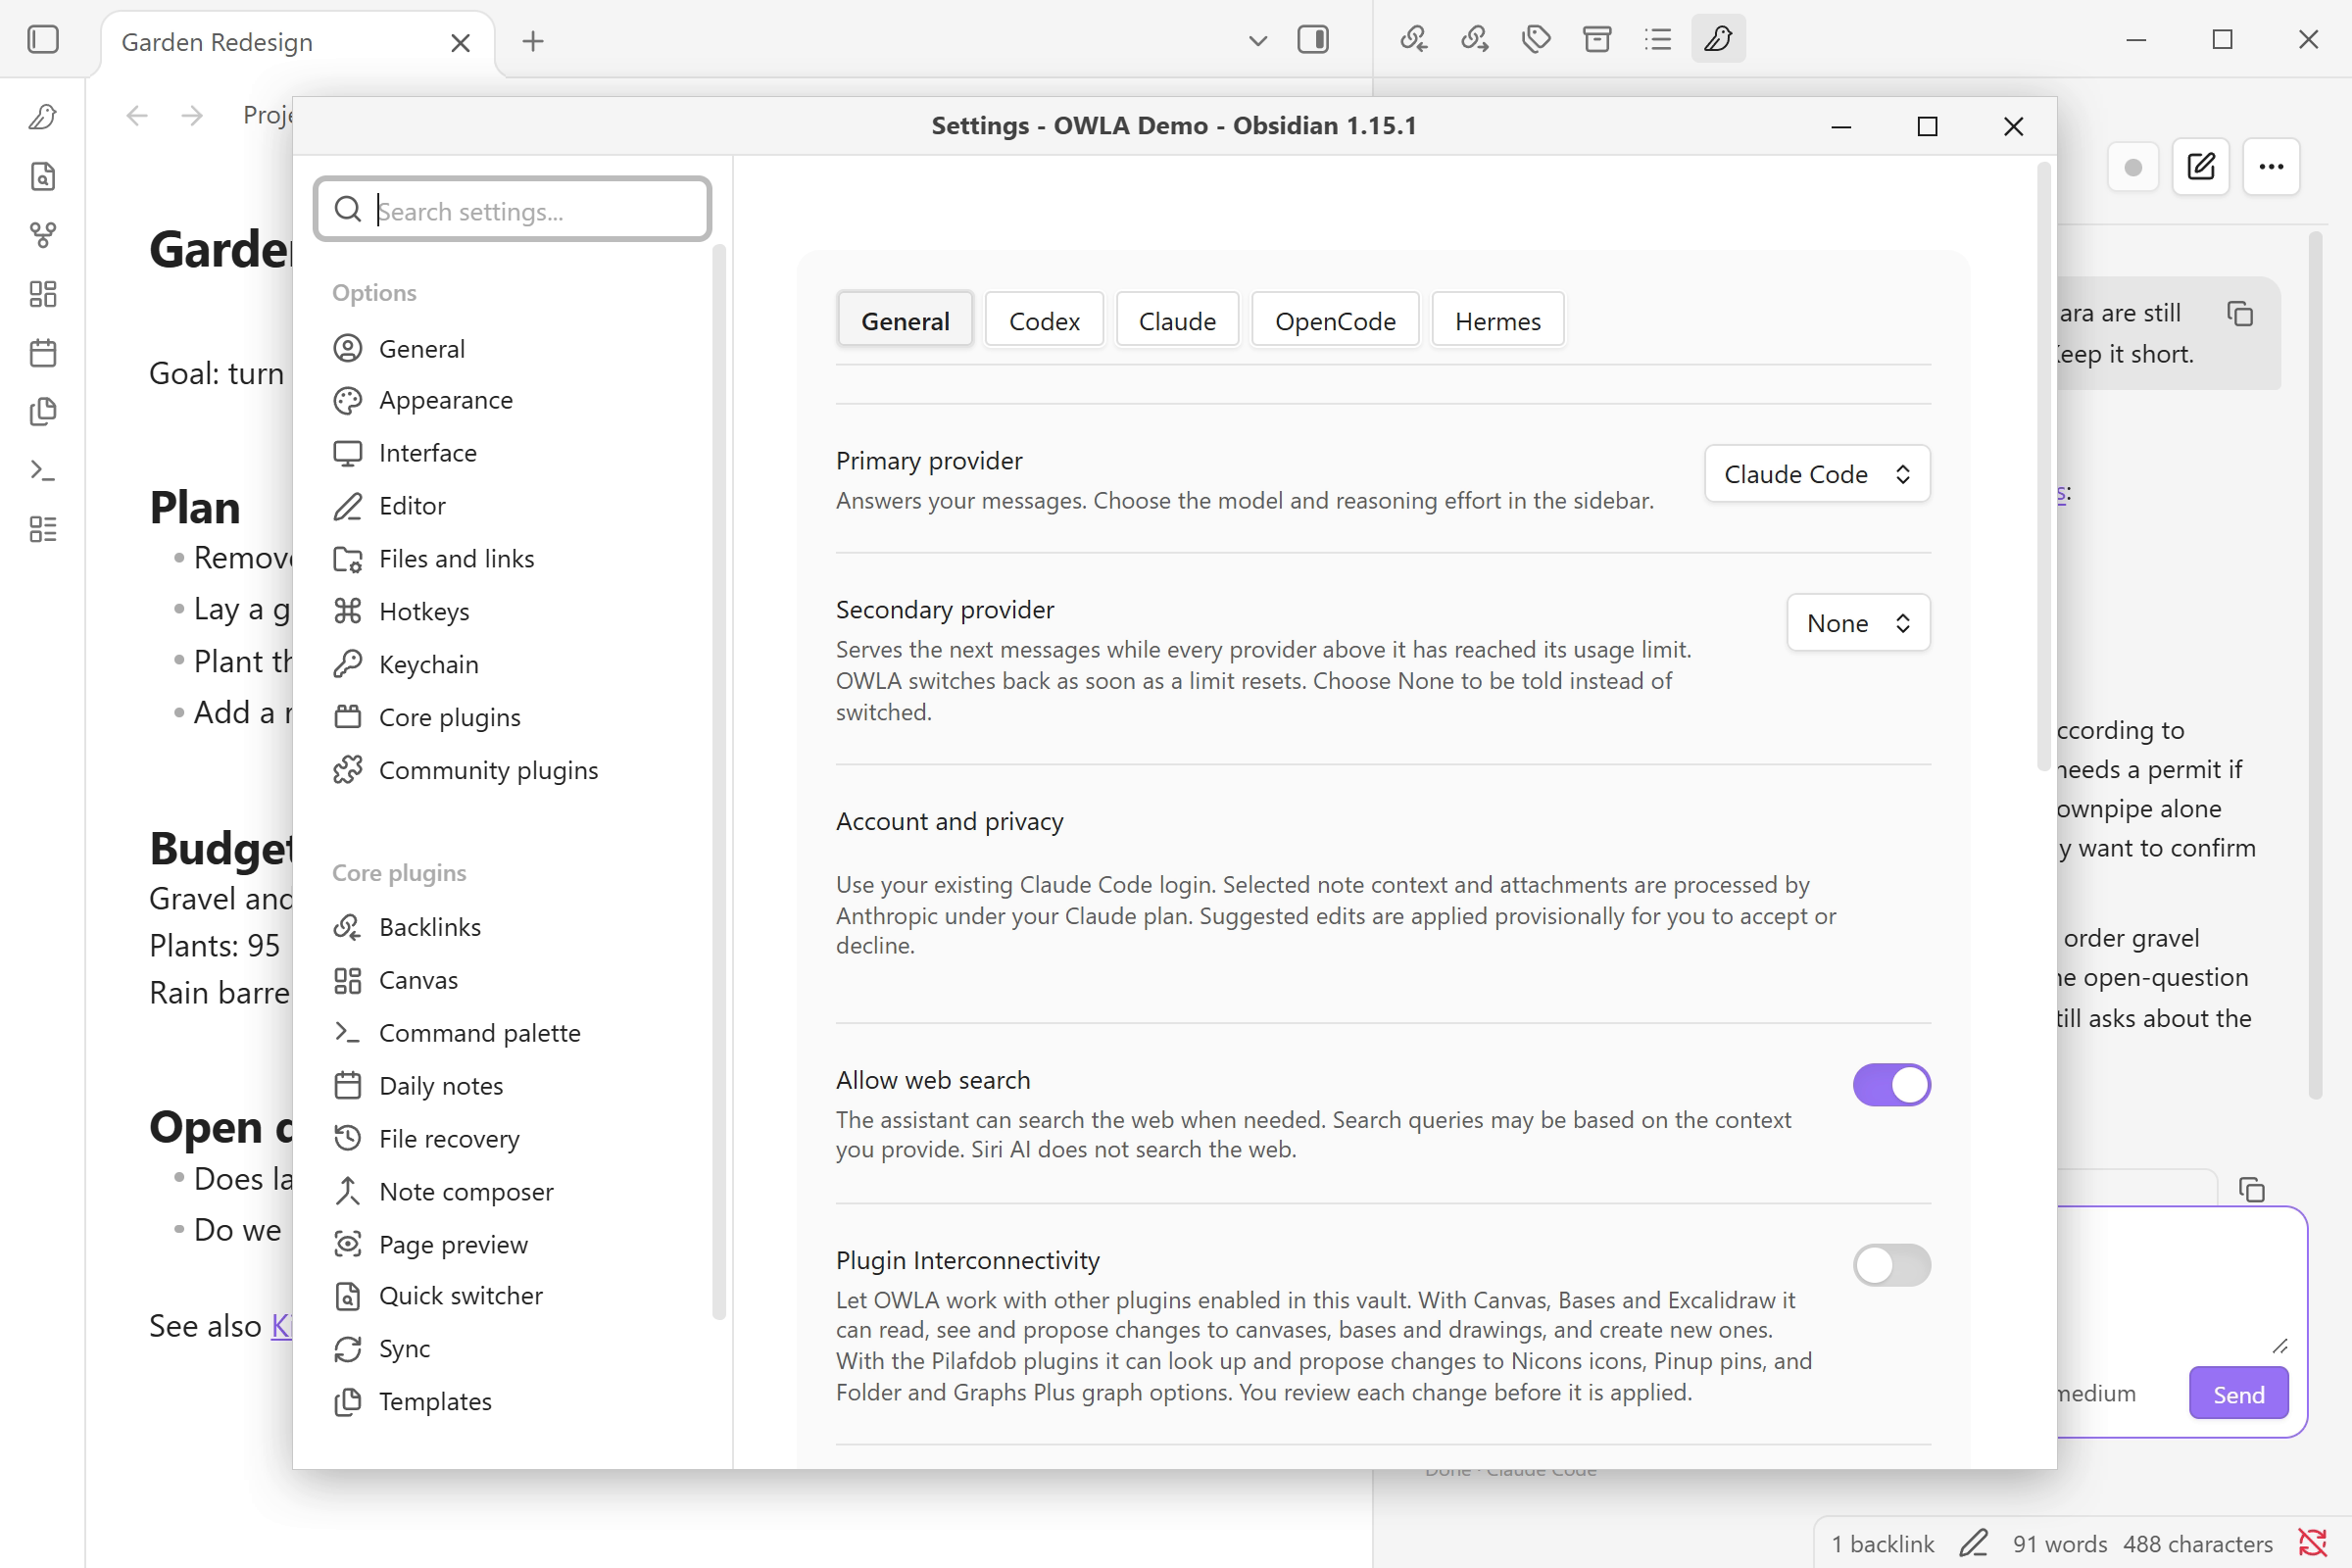 Garden Redesign
Settings - OWLA Demo - Obsidian 1.15.1
Search settings...
Options
General
Appearance
Interface
Editor
Files and links
Hotkeys
Keychain
Core plugins
Community plugins
Core plugins
Backlinks
Canvas
Command palette
Daily notes
File recovery
Note composer
Page preview
Quick switcher
Sync
Templates
General Codex Claude OpenCode Hermes
Primary provider
Answers your messages. Choose the model and reasoning effort in the sidebar.
Claude Code
Secondary provider
Serves the next messages while every provider above it has reached its usage limit.
OWLA switches back as soon as a limit resets. Choose None to be told instead of
switched.
None
Account and privacy
Use your existing Claude Code login. Selected note context and attachments are processed by
Anthropic under your Claude plan. Suggested edits are applied provisionally for you to accept or
decline.
Allow web search
The assistant can search the web when needed. Search queries may be based on the context
you provide. Siri AI does not search the web.
Plugin Interconnectivity
Let OWLA work with other plugins enabled in this vault. With Canvas, Bases and Excalidraw it
can read, see and propose changes to canvases, bases and drawings, and create new ones.
With the Pilafdob plugins it can look up and propose changes to Nicons icons, Pinup pins, and
Folder and Graphs Plus graph options. You review each change before it is applied.
Goal: turn
Plan
Lay a
Plant
Add a
Budget
Gravel and
Plants: 95
Rain
Open
Does
Do we
See also
are still
it short.
to
needs a permit if
alone
want to confirm
order gravel
open-question
asks about the
medium
Send
Done · Claude Code
1 backlink 91 words 488 characters